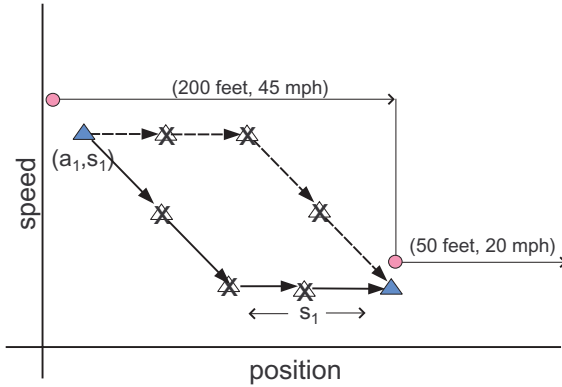 (200 feet, 45 mph)
(a₁,s₁)
speed
(50 feet, 20 mph)
s₁
position